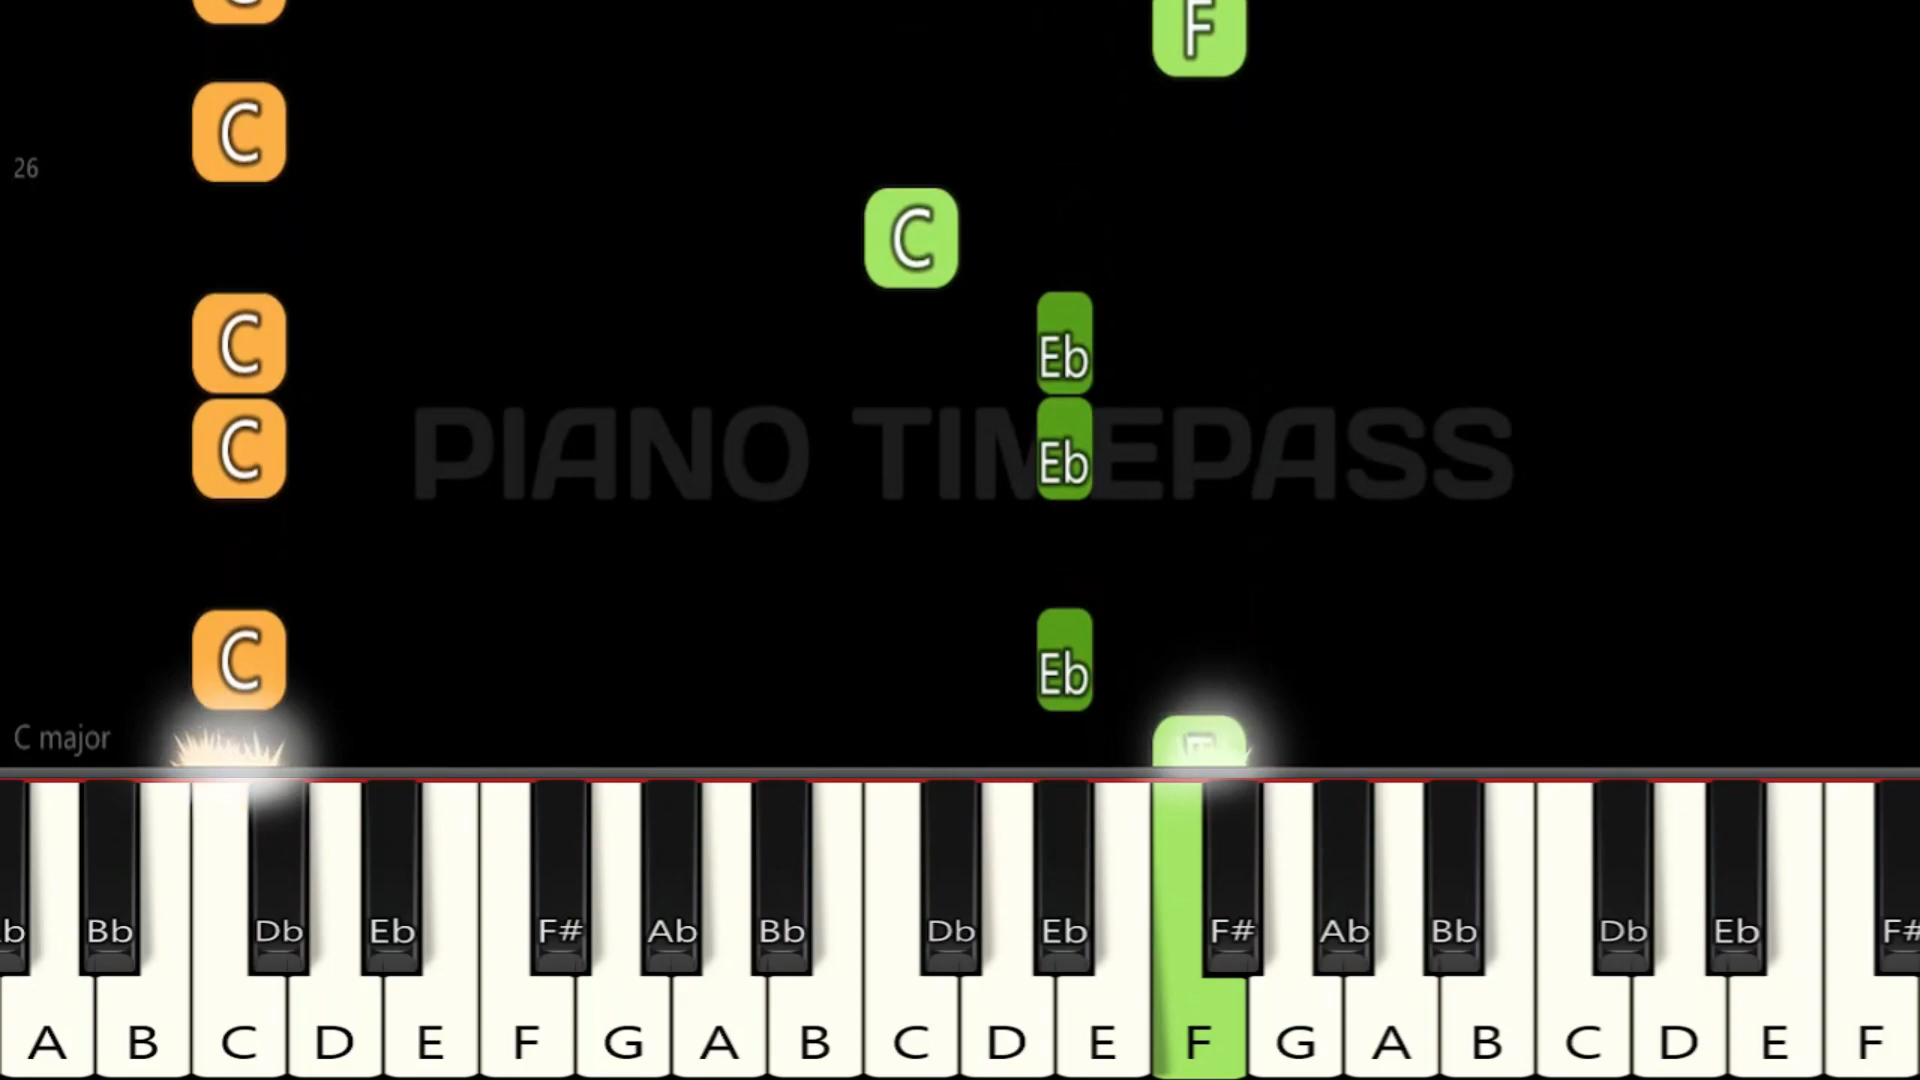 C
F
C
26
C
C
Eb
C
Eb
PIANO TIMEPASS
C
Eb
C major
F
b Bb Db Eb F# Ab Bb Db Eb F# Ab Bb Db Eb F#
A B C D E F G A B C D E F G A B C D E F